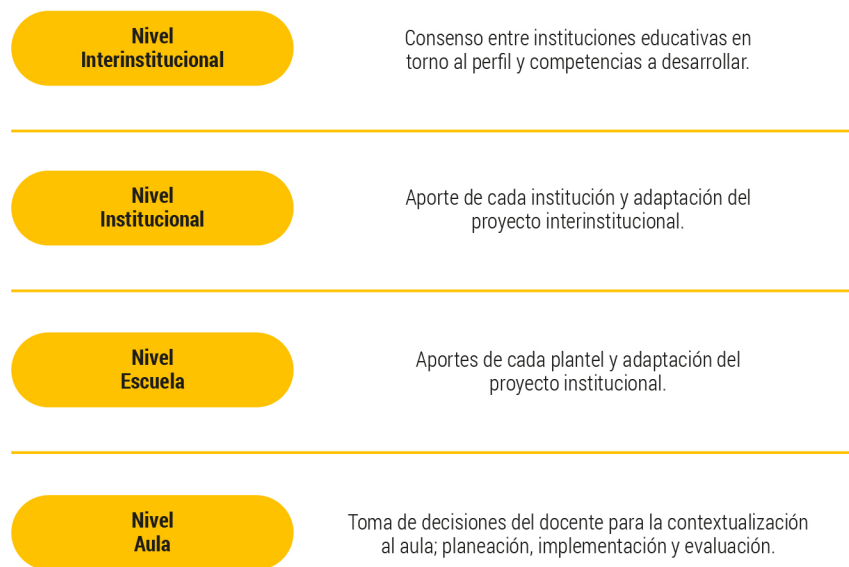 Nivel
Interinstitucional
Consenso entre instituciones educativas en
torno al perfil y competencias a desarrollar.
Nivel
Institucional
Aporte de cada institución y adaptación del
proyecto interinstitucional.
Nivel
Escuela
Aportes de cada plantel y adaptación del
proyecto institucional.
Nivel
Aula
Toma de decisiones del docente para la contextualización
al aula; planeación, implementación y evaluación.